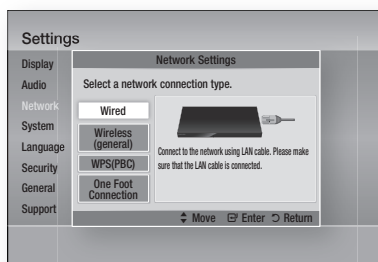 Settings
Display
Audio
Network
System
Language
Security
General
Support
Network Settings
Select a network connection type.
Wired
Wireless
(general)
WPS(PBC)
One Foot
Connection
Connect to the network using LAN cable. Please make
sure that the LAN cable is connected.
Move Enter Return